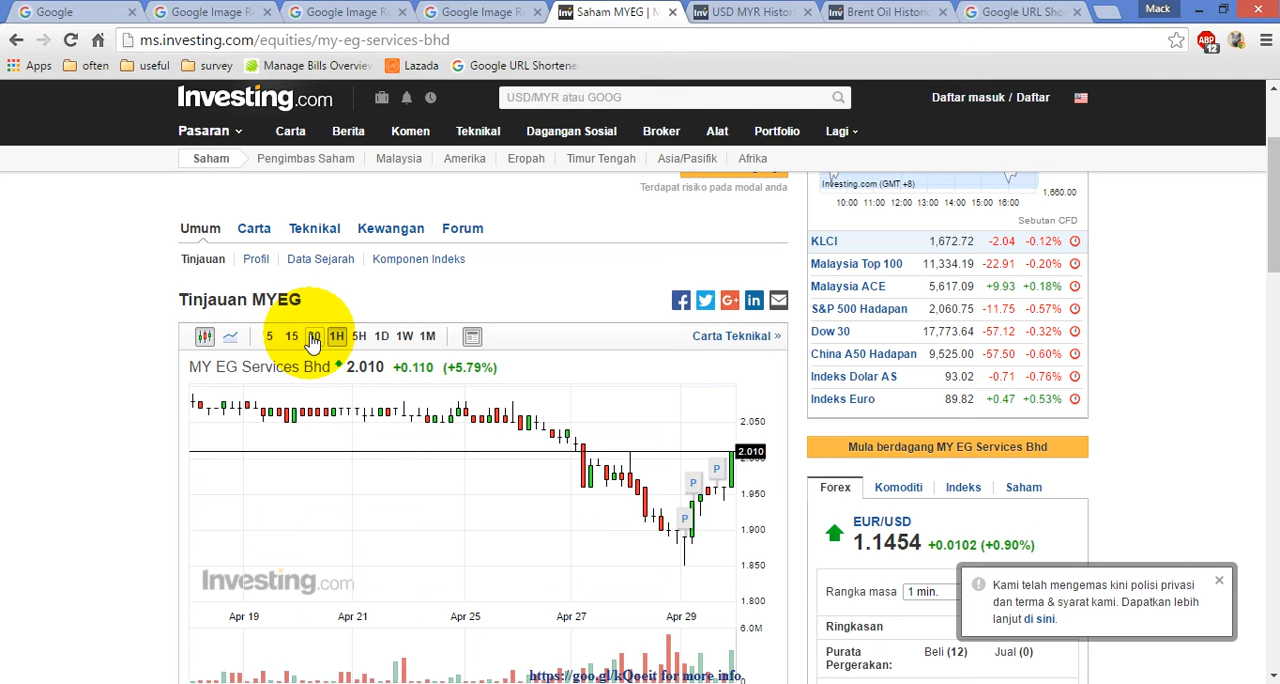 Google
Google Image Re
Google Image Re
Google Image Re
Saham MYEG | M
USD MYR Histori
Brent Oil Historic
Google URL Sho
Mack
ms.investing.com/equities/my-eg-services-bhd
ABP
12
Apps
often
useful
survey
Manage Bills Overvie
Lazada
Google URL Shortene
Investing.com
USD/MYR atau GOOG
Daftar masuk / Daftar
Pasaran
Carta
Berita
Komen
Teknikal
Dagangan Sosial
Broker
Alat
Portfolio
Lagi
Saham
Pengimbas Saham
Malaysia
Amerika
Eropah
Timur Tengah
Asia/Pasifik
Afrika
Terdapat risiko pada modal anda
Investing.com (GMT +8)
1,660.00
10:00 11:00 12:00 13:00 14:00 15:00 16:00
Sebutan CFD
Umum
Carta
Teknikal
Kewangan
Forum
Tinjauan
Profil
Data Sejarah
Komponen Indeks
KLCI 1,672.72 -2.04 -0.12%
Malaysia Top 100 11,334.19 -22.91 -0.20%
Malaysia ACE 5,617.09 +9.93 +0.18%
S&P 500 Hadapan 2,060.75 -11.75 -0.57%
Dow 30 17,773.64 -57.12 -0.32%
China A50 Hadapan 9,525.00 -57.50 -0.60%
Indeks Dolar AS 93.02 -0.71 -0.76%
Indeks Euro 89.82 +0.47 +0.53%
Tinjauan MYEG
5 15 1H 5H 1D 1W 1M
Carta Teknikal »
MY EG Services Bhd 2.010 +0.110 (+5.79%)
2.050
2.010
2.000
1.950
1.900
1.850
1.800
P
P
P
Investing.com
Apr 19 Apr 21 Apr 25 Apr 27 Apr 29
6.0M
https://goo.gl/kQoeit for more info
Mula berdagang MY EG Services Bhd
Forex
Komoditi
Indeks
Saham
EUR/USD
1.1454 +0.0102 (+0.90%)
Rangka masa 1 min.
Ringkasan
Purata
Pergerakan:
Beli (12)
Jual (0)
Kami telah mengemas kini polisi privasi
dan terma & syarat kami. Dapatkan lebih
lanjut di sini.